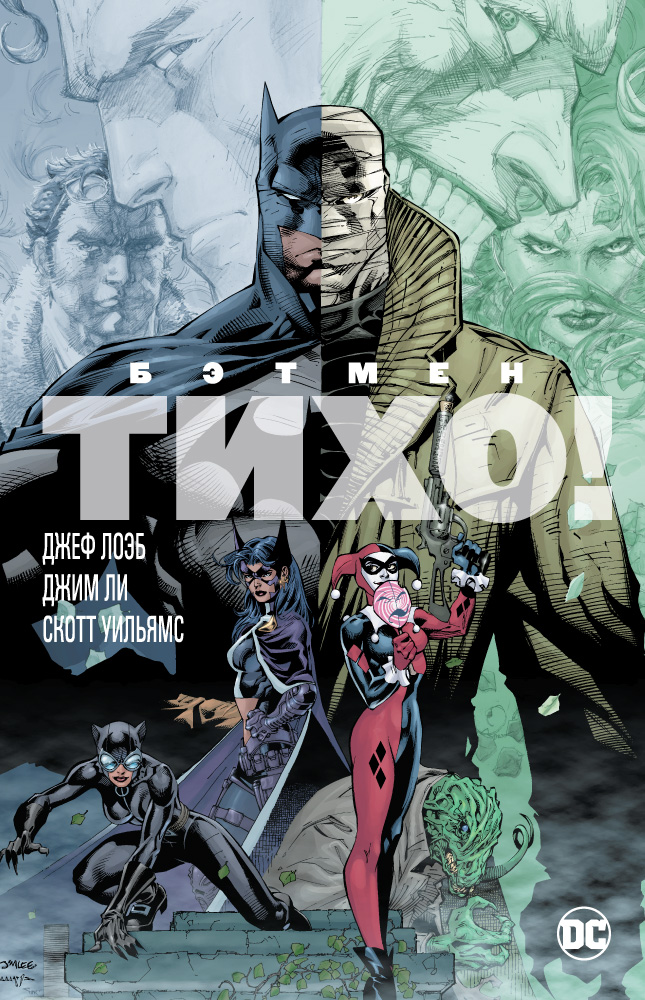 БЭТМЕН
ТИХО!
ДЖЕФ ЛОЭБ
ДЖИМ ЛИ
СКОТТ УИЛЬЯМС
DC